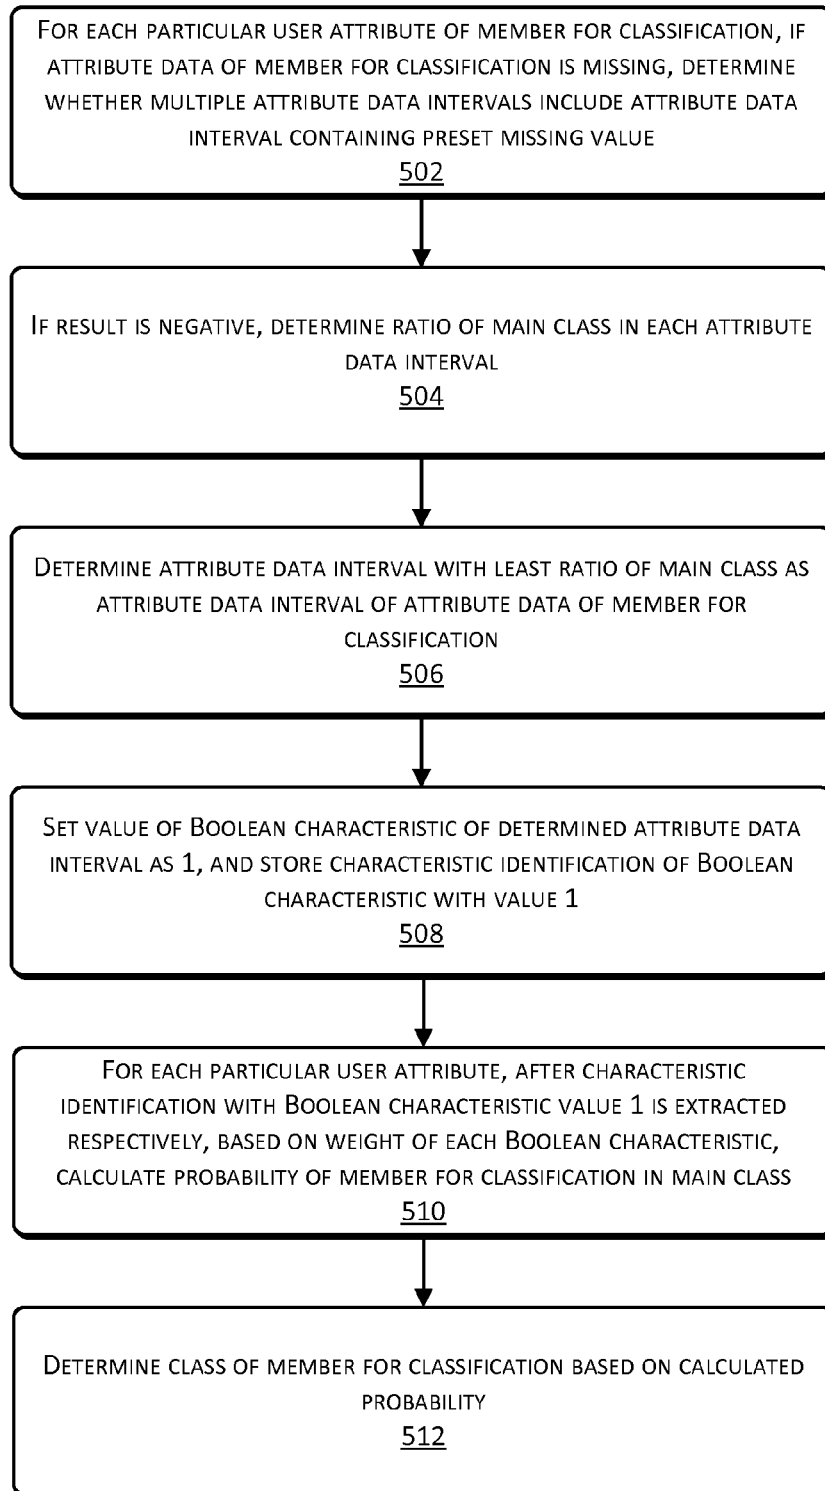 For each particular user attribute of member for classification, if
attribute data of member for classification is missing, determine
whether multiple attribute data intervals include attribute data
interval containing preset missing value
502
If result is negative, determine ratio of main class in each attribute
data interval
504
Determine attribute data interval with least ratio of main class as
attribute data interval of attribute data of member for
classification
506
Set value of Boolean characteristic of determined attribute data
interval as 1, and store characteristic identification of Boolean
characteristic with value 1
508
For each particular user attribute, after characteristic
identification with Boolean characteristic value 1 is extracted
respectively, based on weight of each Boolean characteristic,
calculate probability of member for classification in main class
510
Determine class of member for classification based on calculated
probability
512